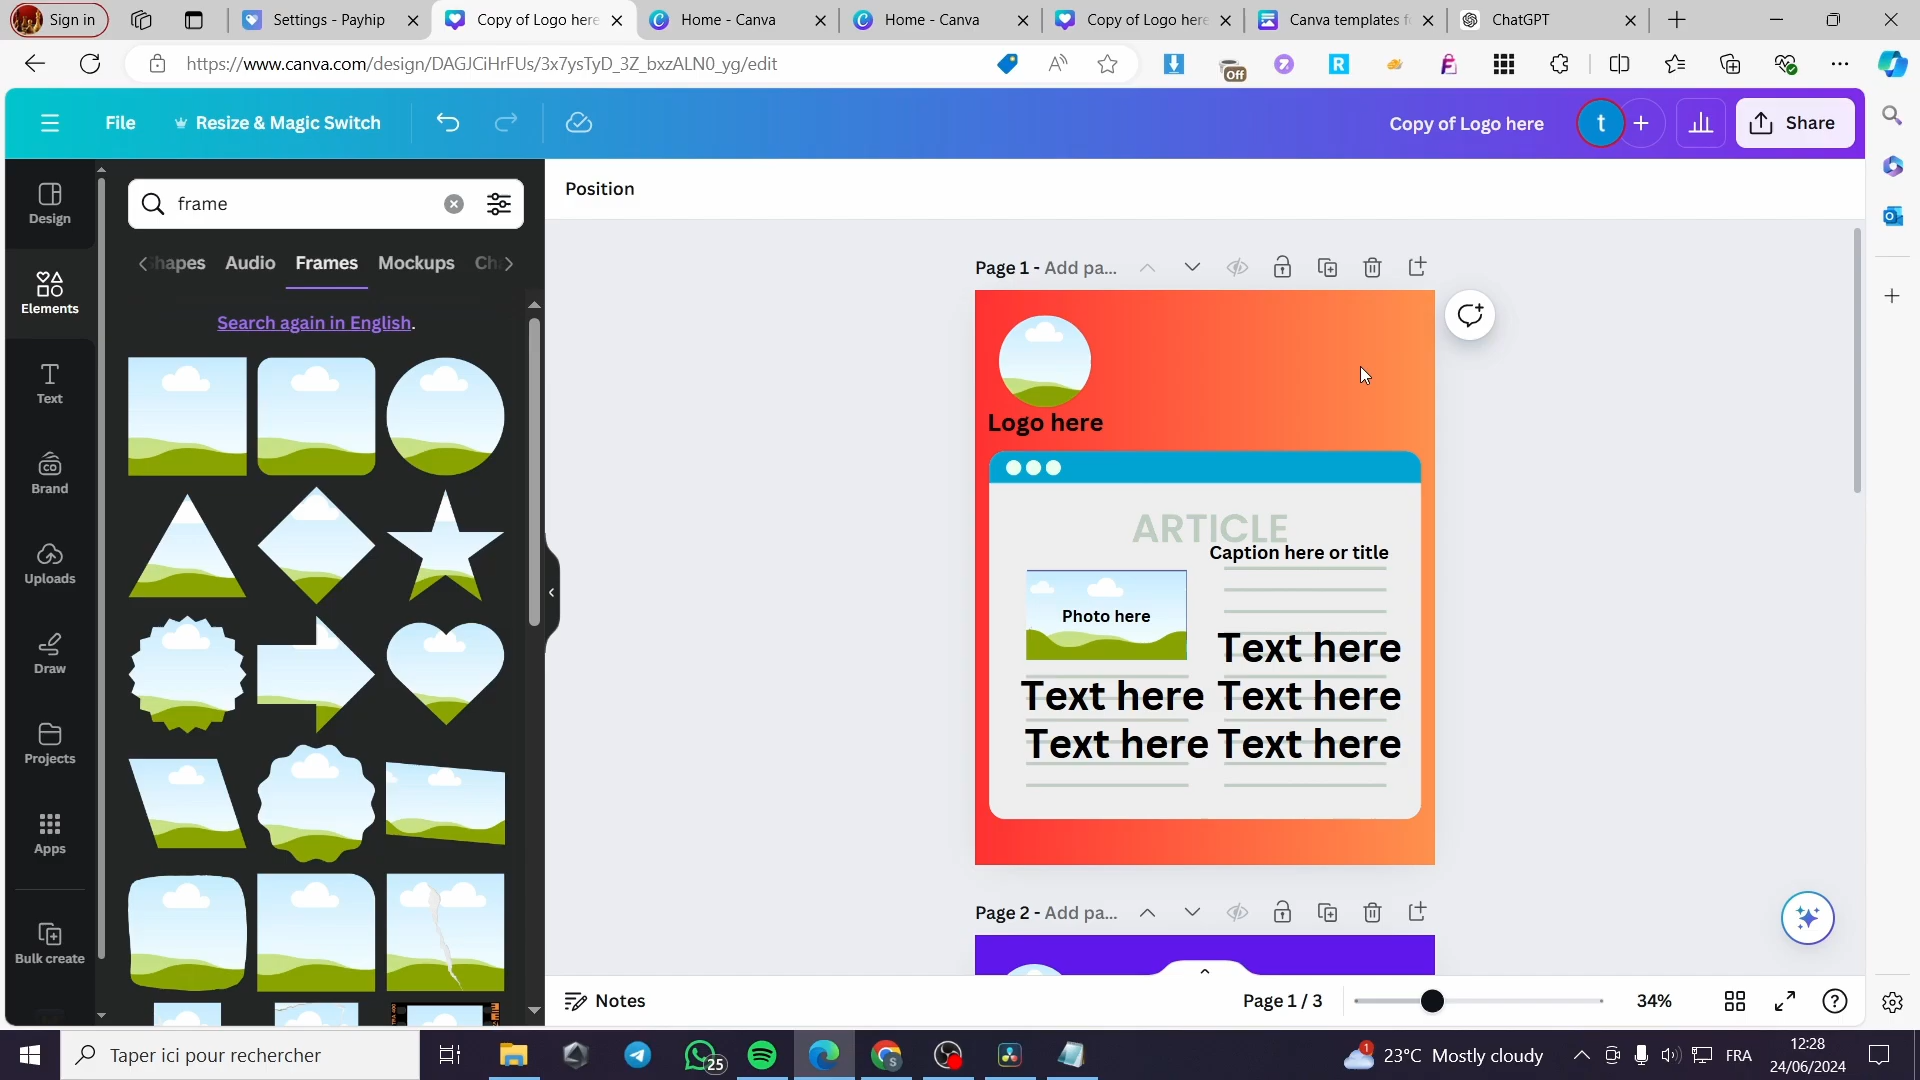 Sign in
Settings - Payhip
Copy of Logo here
Home - Canva
Home - Canva
Copy of Logo here
Canva templates f
ChatGPT
https://www.canva.com/design/DAGJCiHrFUs/3x7ysTyD_3Z_bxzALN0_yg/edit
Off
File
Resize & Magic Switch
Copy of Logo here
t
Share
Design
Elements
Text
Brand
Uploads
Draw
Projects
Apps
Bulk create
frame
hapes
Audio
Frames
Mockups
Ch
Search again in English.
Position
Page 1 - Add pa...
Logo here
ARTICLE
Caption here or title
Photo here
Text here
Text here Text here
Text here Text here
Page 2 - Add pa...
Notes
Page 1 / 3
34%
Taper ici pour rechercher
25
1
23°C Mostly cloudy
FRA
12:28
24/06/2024